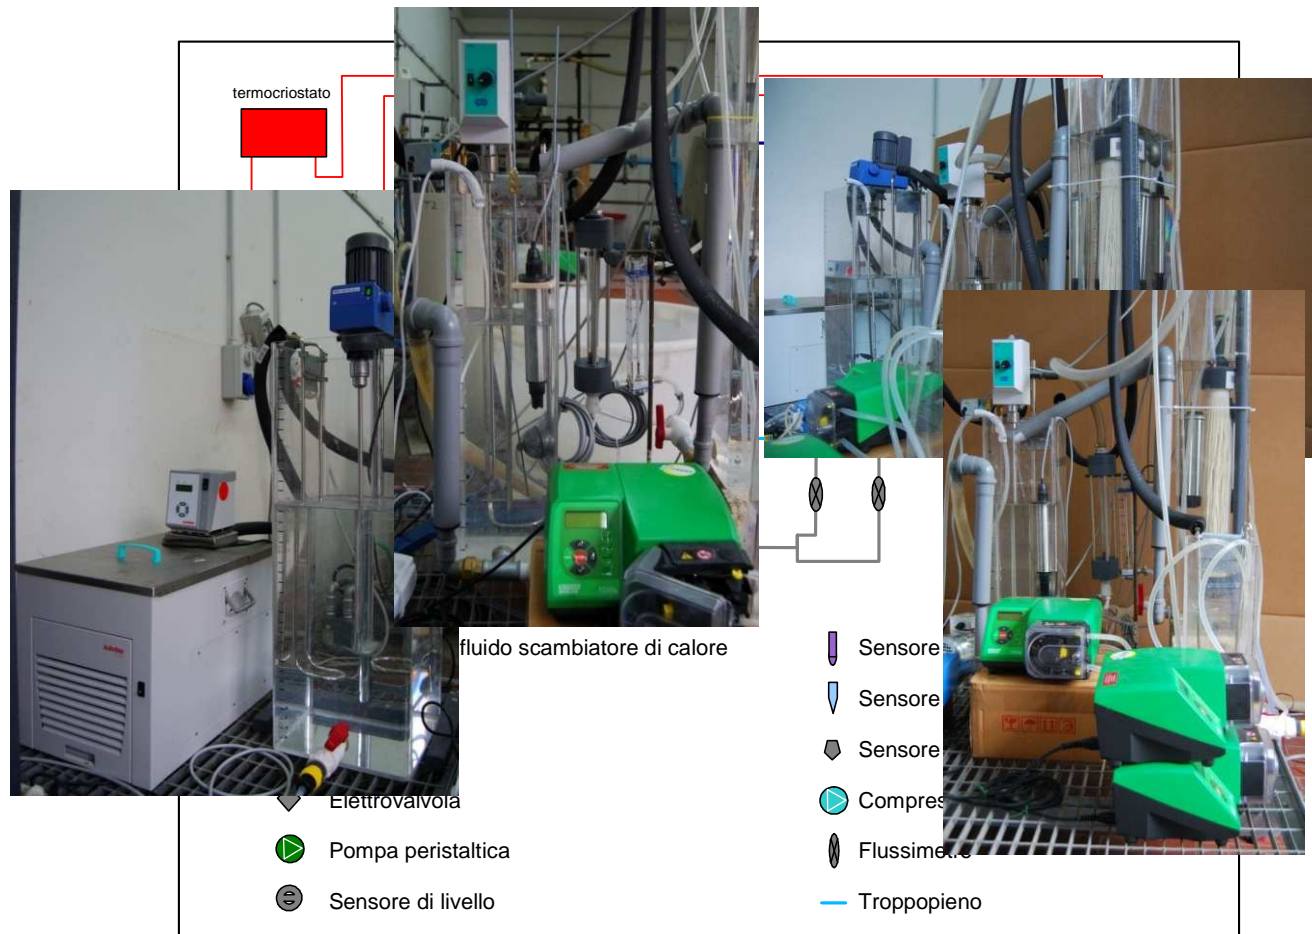 termocriostato
fluido scambiatore di calore
Sensore
Sensore
Sensore
Elettrovalvola
Compres
Pompa peristaltica
Flussimetro
Sensore di livello
Troppopieno